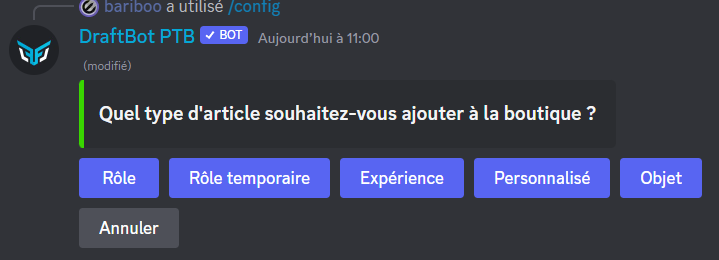 bariboo a utilisé /config
DraftBot PTB ✓ BOT Aujourd'hui à 11:00
(modifié)
Quel type d'article souhaitez-vous ajouter à la boutique ?
Rôle Rôle temporaire Expérience Personnalisé Objet
Annuler